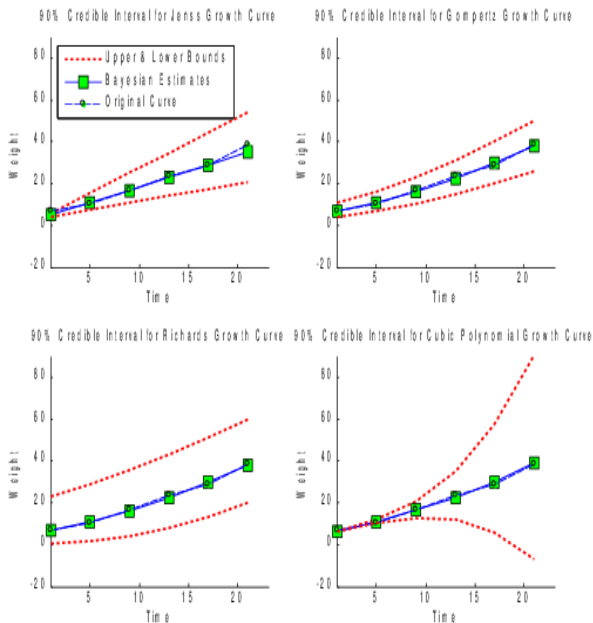 90% Credible Interval for Jenss Growth Curve
90% Credible Interval for Gompertz Growth Curve
Upper & Lower Bounds
Bayesian Estimates
Original Curve
80
60
40
20
0
-20
Weight
5
10
15
20
Time
80
60
40
20
0
-20
Weight
5
10
15
20
Time
90% Credible Interval for Richards Growth Curve
90% Credible Interval for Cubic Polynomial Growth Curve
80
60
40
20
0
-20
Weight
5
10
15
20
Time
80
60
40
20
0
-20
Weight
5
10
15
20
Time